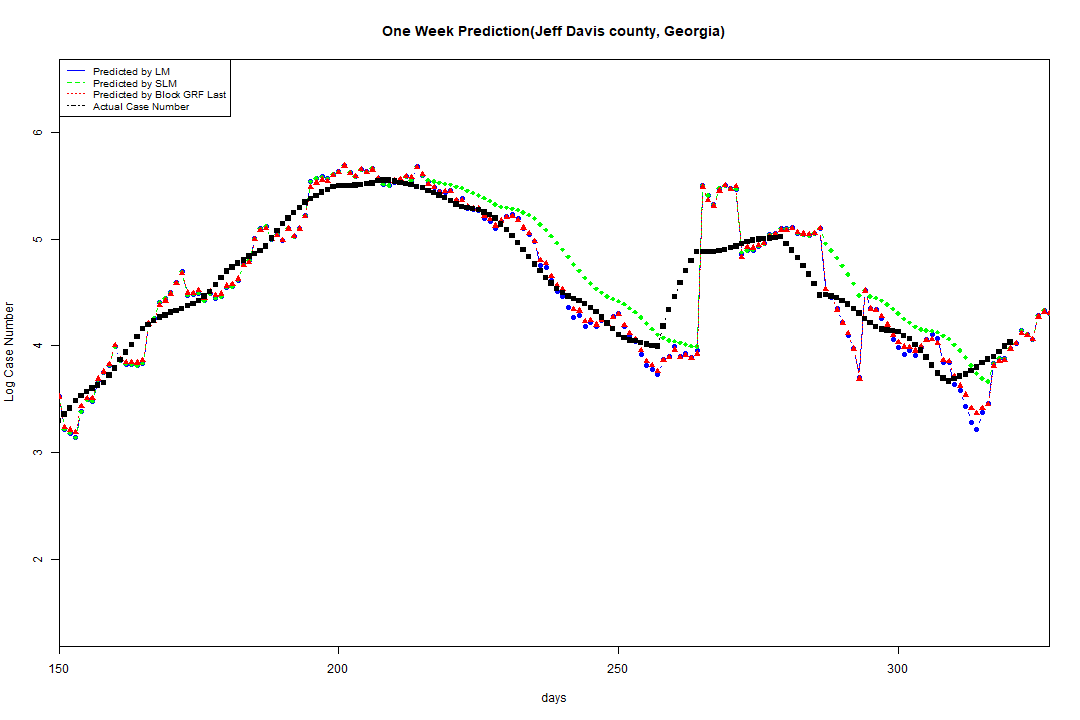 One Week Prediction(Jeff Davis county, Georgia)
Predicted by LM
Predicted by SLM
Predicted by Block GRF Last
Actual Case Number
6
5
4
3
2
Log Case Number
150
200
250
300
days